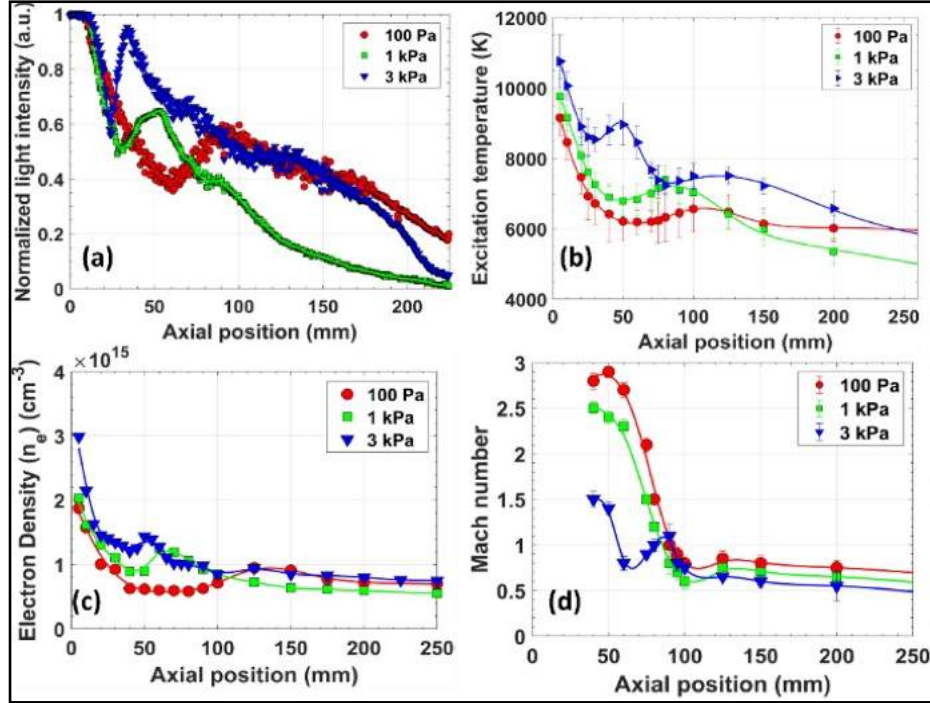 Normalized light intensity (a.u.)
1
0.8
0.6
0.4
0.2
0
0 50 100 150 200
Axial position (mm)
100 Pa
1 kPa
3 kPa
(a)
Excitation temperature (K)
12000
10000
8000
6000
4000
0 50 100 150 200 250
Axial position (mm)
100 Pa
1 kPa
3 kPa
(b)
Electron Density (nₑ) (cm⁻³)
× 10¹⁵
4
3
2
1
0
0 50 100 150 200 250
Axial position (mm)
100 Pa
1 kPa
3 kPa
(c)
Mach number
3
2.5
2
1.5
1
0.5
0
0 50 100 150 200 250
Axial position (mm)
100 Pa
1 kPa
3 kPa
(d)